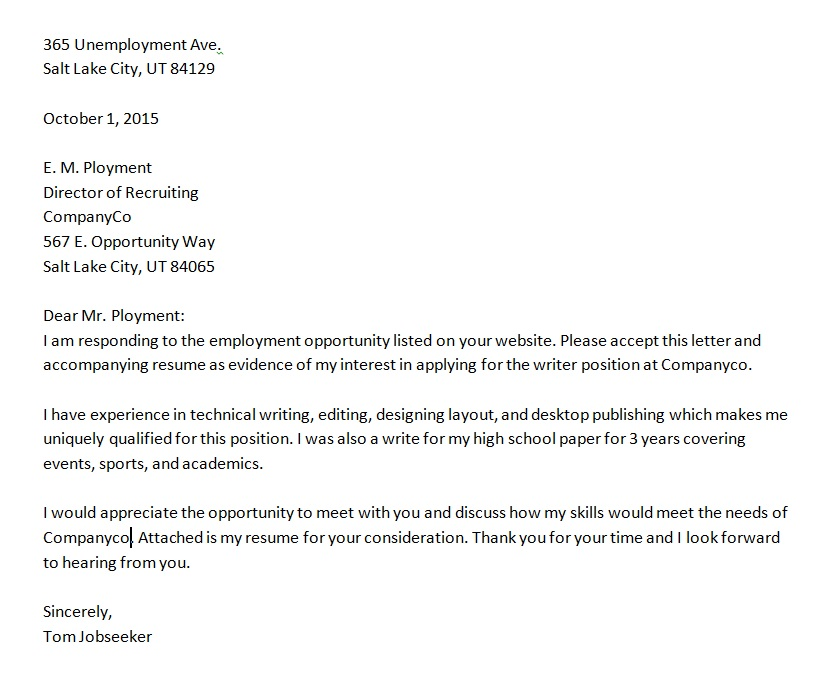 365 Unemployment Ave.
Salt Lake City, UT 84129
October 1, 2015
E. M. Ployment
Director of Recruiting
CompanyCo
567 E. Opportunity Way
Salt Lake City, UT 84065
Dear Mr. Ployment:
I am responding to the employment opportunity listed on your website. Please accept this letter and
accompanying resume as evidence of my interest in applying for the writer position at Companyco.
I have experience in technical writing, editing, designing layout, and desktop publishing which makes me
uniquely qualified for this position. I was also a write for my high school paper for 3 years covering
events, sports, and academics.
I would appreciate the opportunity to meet with you and discuss how my skills would meet the needs of
Companyco. Attached is my resume for your consideration. Thank you for your time and I look forward
to hearing from you.
Sincerely,
Tom Jobseeker